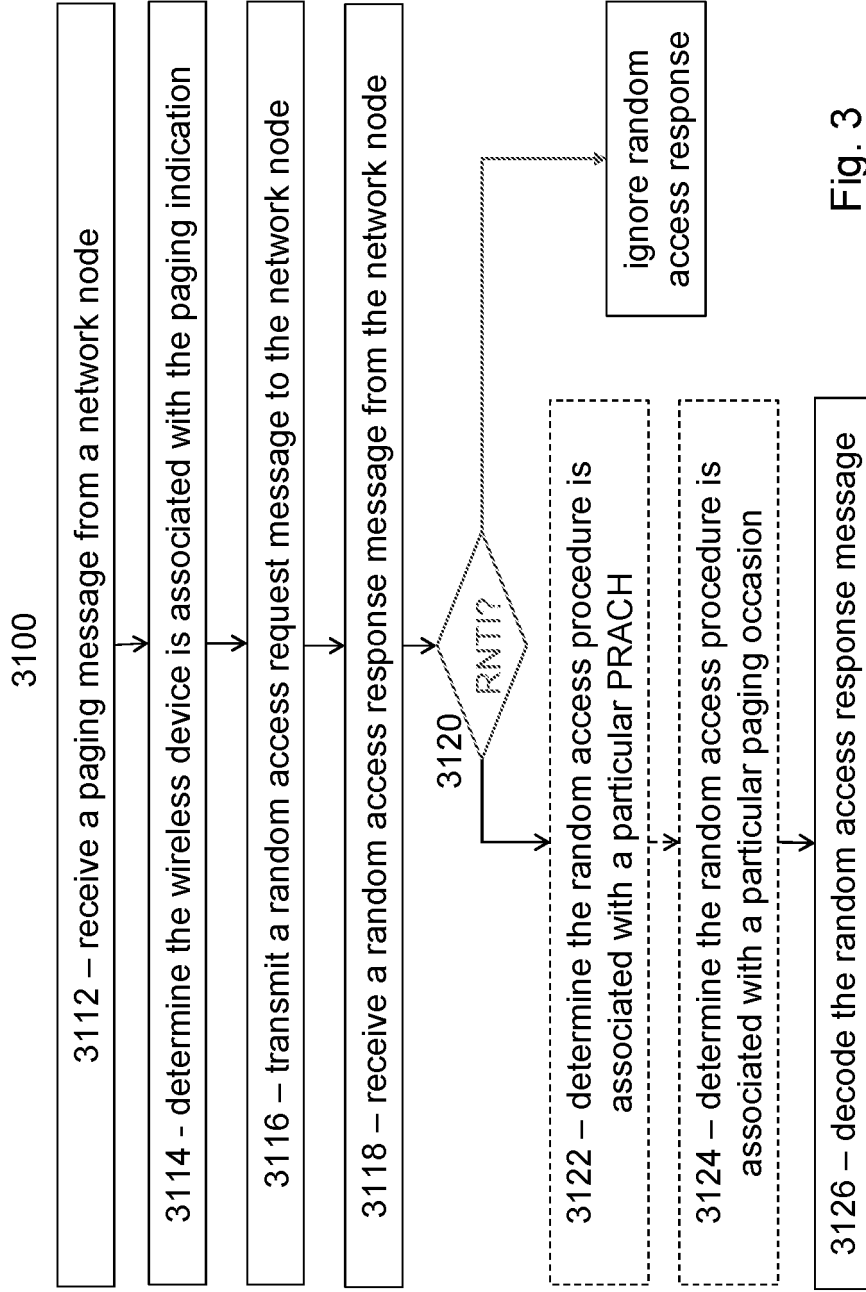 3100
3112 – receive a paging message from a network node
3114 - determine the wireless device is associated with the paging indication
3116 – transmit a random access request message to the network node
3118 – receive a random access response message from the network node
3120
RNTI?
3122 – determine the random access procedure is
associated with a particular PRACH
3124 – determine the random access procedure is
associated with a particular paging occasion
3126 – decode the random access response message
ignore random
access response
Fig. 3